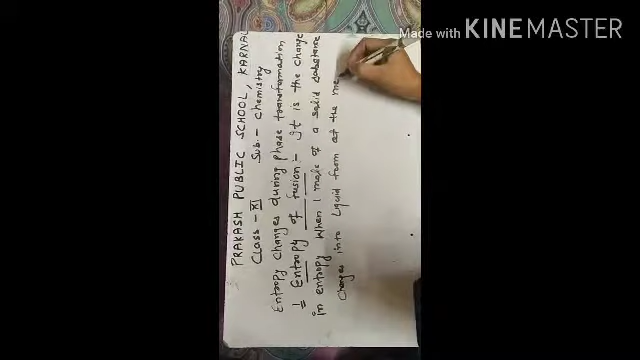 Made with KINEMASTER
PRAKASH PUBLIC SCHOOL, KARNAL
Class - XI Sub. - Chemistry
Entropy Changes during phase transformation
1= Entropy of fusion:- It is the change
in entropy when 1 mole of a solid substance
Changes into Liquid form at the me